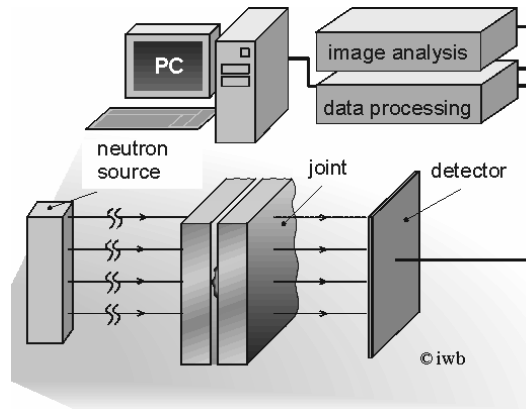 PC
image analysis
data processing
neutron
source
joint
detector
© iwb